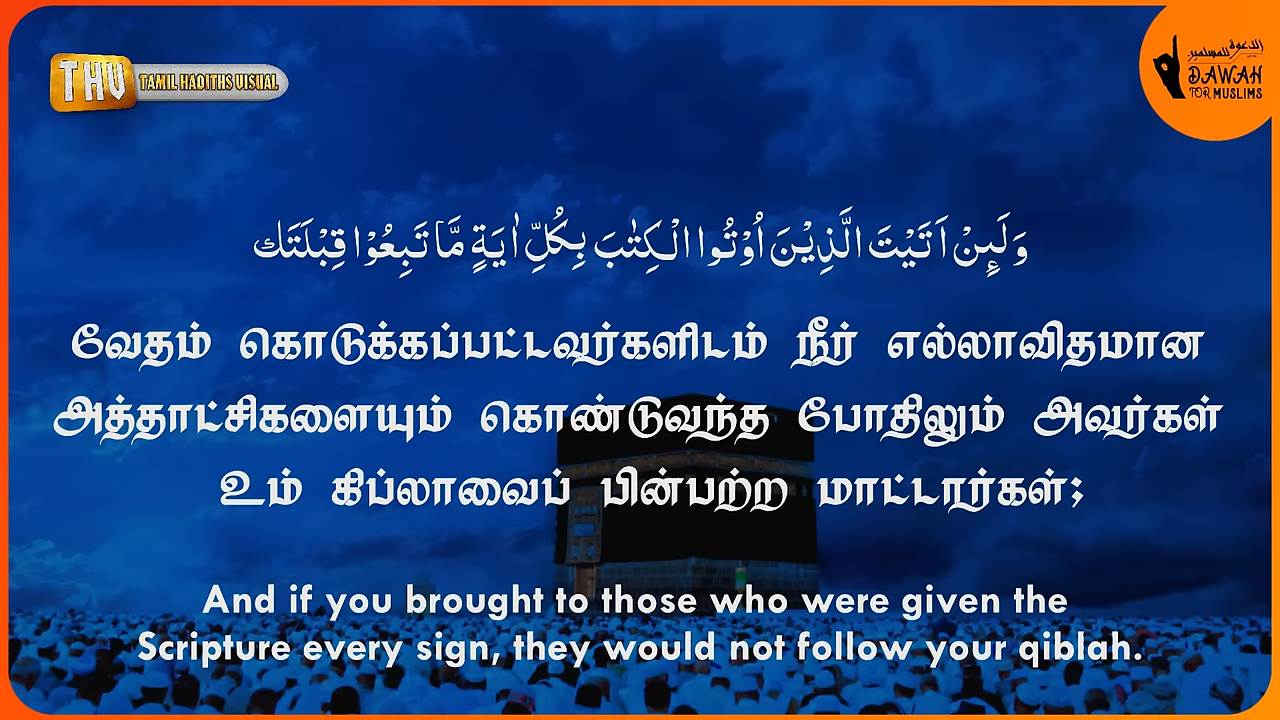 THV
TAMIL HADITHS VISUAL
الدعوة للمسلمين
DAWAH
FOR MUSLIMS
وَلَٮِٕنْ اَتَيْتَ الَّذِيْنَ اُوْتُوا الْكِتٰبَ بِكُلِّ اٰيَةٍ مَّا تَبِعُوْا قِبْلَتَكَ
வேதம் கொடுக்கப்பட்டவர்களிடம் நீர் எல்லாவிதமான
அத்தாட்சிகளையும் கொண்டுவந்த போதிலும் அவர்கள்
உம் கிப்லாவைப் பின்பற்ற மாட்டார்கள்;
And if you brought to those who were given the
Scripture every sign, they would not follow your qiblah.